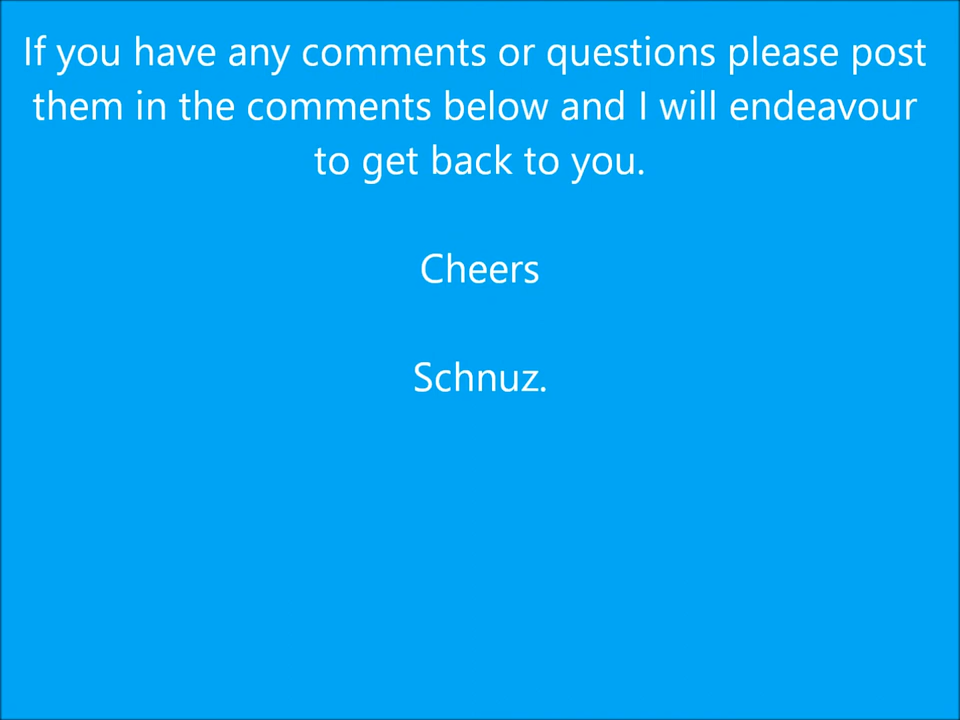 If you have any comments or questions please post
them in the comments below and I will endeavour
to get back to you.
Cheers
Schnuz.